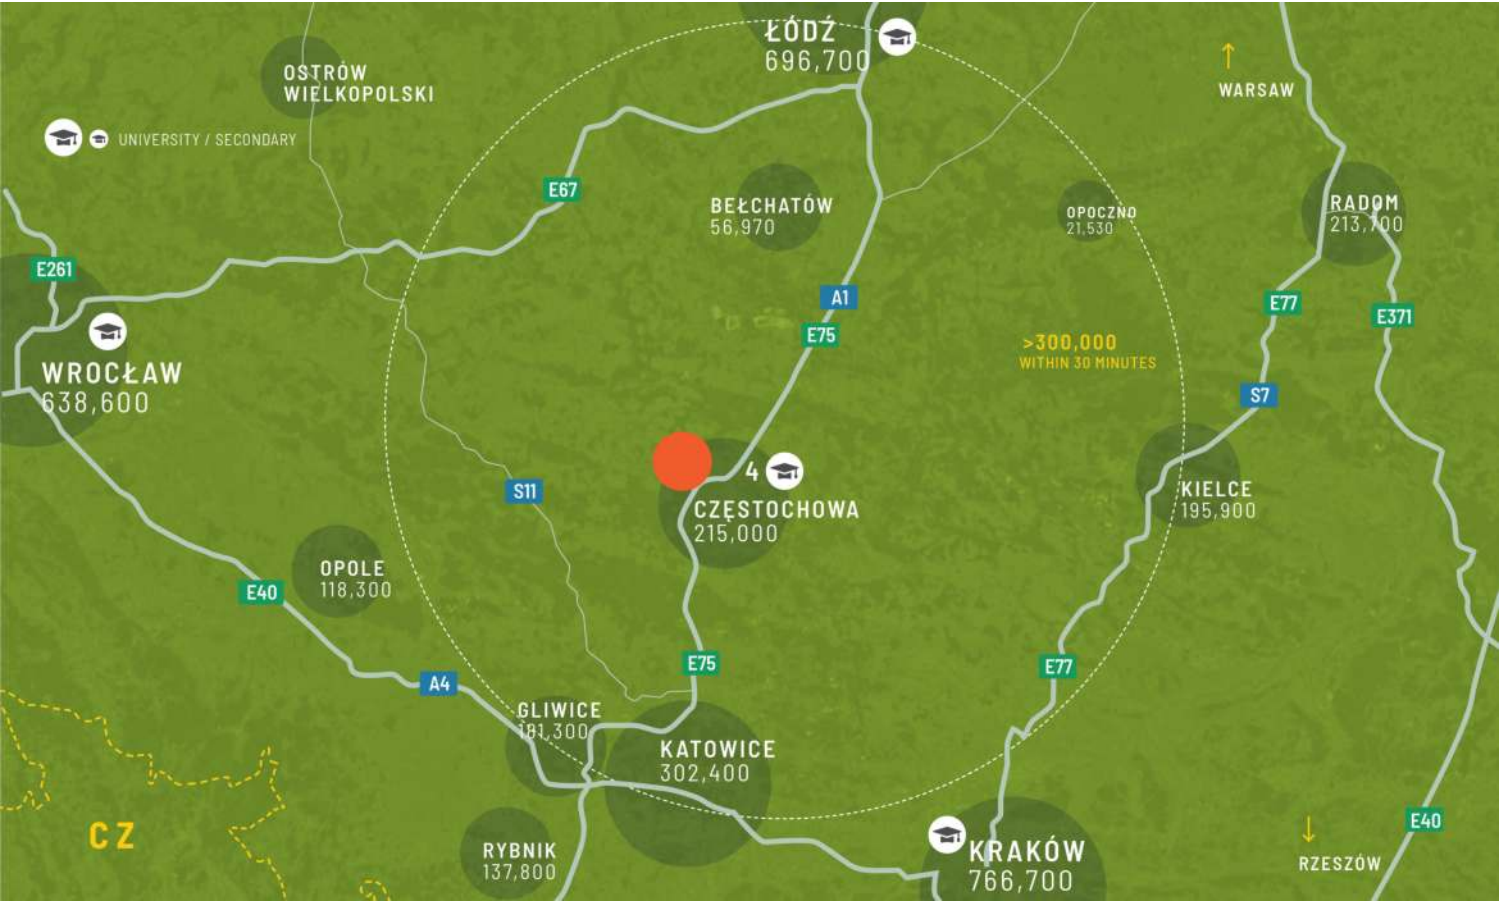 ŁÓDŹ
696,700
OSTRÓW
WIELKOPOLSKI
WARSAW
UNIVERSITY / SECONDARY
E67
BEŁCHATÓW
56,970
OPOCZNO
21,530
RADOM
213,700
E261
A1
E77
E371
E75
>300,000
WITHIN 30 MINUTES
WROCŁAW
638,600
S7
4
S11
CZĘSTOCHOWA
215,000
KIELCE
195,900
OPOLE
118,300
E40
E75
E77
A4
GLIWICE
181,300
KATOWICE
302,400
CZ
E40
RYBNIK
137,800
KRAKÓW
766,700
RZESZÓW